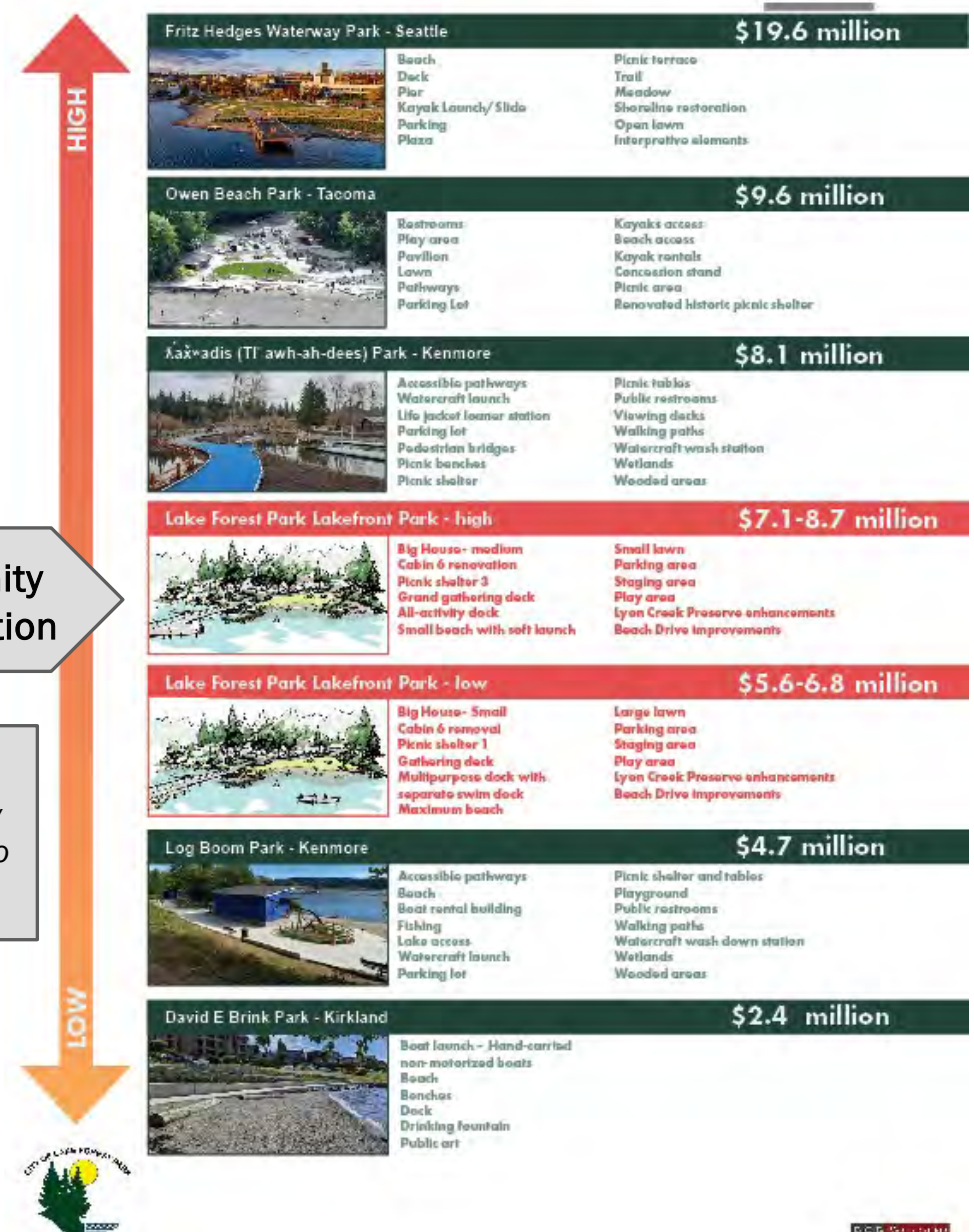 HIGH
Fritz Hedges Waterway Park - Seattle $19.6 million
Beach Picnic terrace
Deck Trail
Pier Meadow
Kayak Launch/ Slide Shoreline restoration
Parking Open lawn
Plaza Interpretive elements
Owen Beach Park - Tacoma $9.6 million
Restrooms Kayaks access
Play area Beach access
Pavilion Kayak rentals
Lawn Concession stand
Pathways Picnic area
Parking Lot Renovated historic picnic shelter
ƛ̓ax̌ʷadis (Tl' awh-ah-dees) Park - Kenmore $8.1 million
Accessible pathways Picnic tables
Watercraft launch Public restrooms
Life jacket loaner station Viewing decks
Parking lot Walking paths
Pedestrian bridges Watercraft wash station
Picnic benches Wetlands
Picnic shelter Wooded areas
Lake Forest Park Lakefront Park - high $7.1-8.7 million
Big House- medium Small lawn
Cabin 6 renovation Parking area
Picnic shelter 3 Staging area
Grand gathering deck Play area
All-activity dock Lyon Creek Preserve enhancements
Small beach with soft launch Beach Drive improvements
Lake Forest Park Lakefront Park - low $5.6-6.8 million
Big House- Small Large lawn
Cabin 6 removal Parking area
Picnic shelter 1 Staging area
Gathering deck Play area
Multipurpose dock with Lyon Creek Preserve enhancements
separate swim dock Beach Drive improvements
Maximum beach
Log Boom Park - Kenmore $4.7 million
Accessible pathways Picnic shelter and tables
Beach Playground
Boat rental building Public restrooms
Fishing Walking paths
Lake access Watercraft wash down station
Watercraft launch Wetlands
Parking lot Wooded areas
LOW
David E Brink Park - Kirkland $2.4 million
Boat launch - Hand-carried
non-motorized boats
Beach
Benches
Dock
Drinking fountain
Public art
CITY OF LAKE FOREST PARK